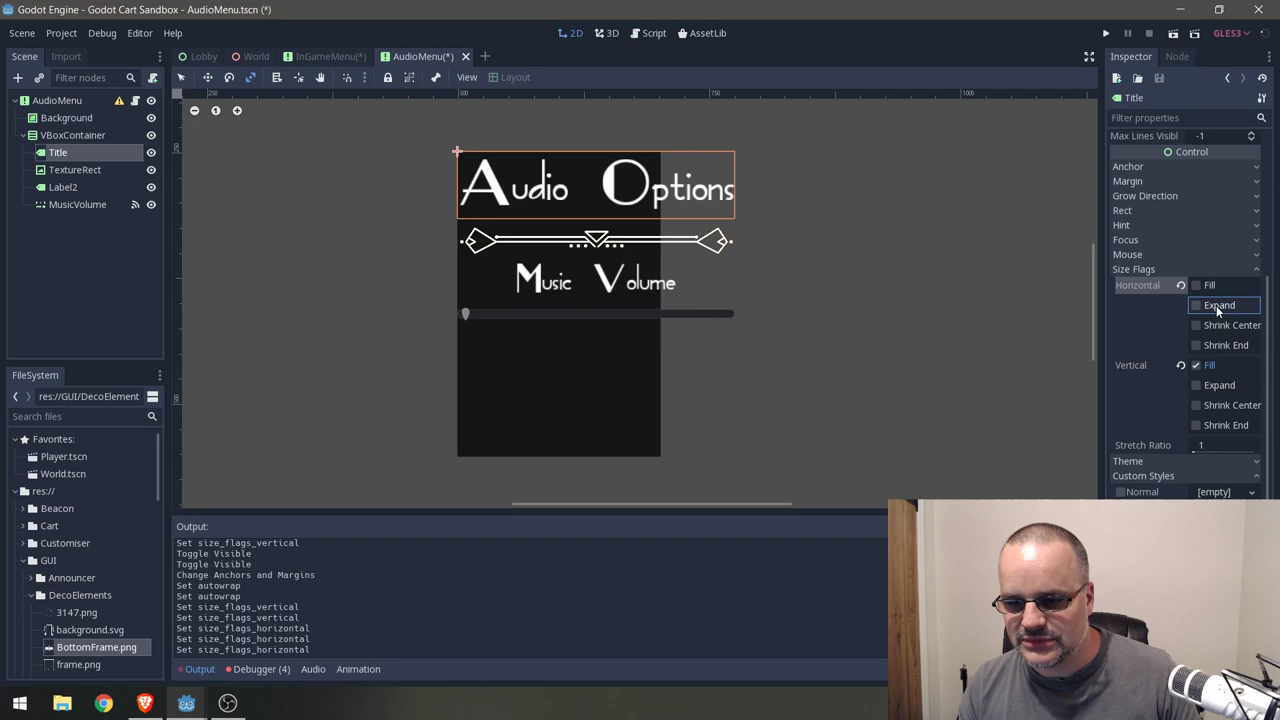 Godot Engine - Godot Cart Sandbox - AudioMenu.tscn (*)
Scene Project Debug Editor Help
2D 3D Script AssetLib
GLES3
Scene Import
Lobby World InGameMenu(*) AudioMenu(*)
Inspector Node
Filter nodes
View Layout
AudioMenu
Background
VBoxContainer
Title
TextureRect
Label2
MusicVolume
250 500 750 1000
250
500
Audio Options
Music Volume
Title
Filter properties
Max Lines Visibl -1
Control
Anchor
Margin
Grow Direction
Rect
Hint
Focus
Mouse
Size Flags
Horizontal Fill
Expand
Shrink Center
Shrink End
Vertical Fill
Expand
Shrink Center
Shrink End
Stretch Ratio 1
Theme
Custom Styles
Normal [empty]
FileSystem
res://GUI/DecoElement
Search files
Favorites:
Player.tscn
World.tscn
res://
Beacon
Cart
Customiser
GUI
Announcer
DecoElements
3147.png
background.svg
BottomFrame.png
frame.png
Output:
Set size_flags_vertical
Toggle Visible
Toggle Visible
Change Anchors and Margins
Set autowrap
Set autowrap
Set size_flags_vertical
Set size_flags_vertical
Set size_flags_horizontal
Set size_flags_horizontal
Set size_flags_horizontal
Output Debugger (4) Audio Animation